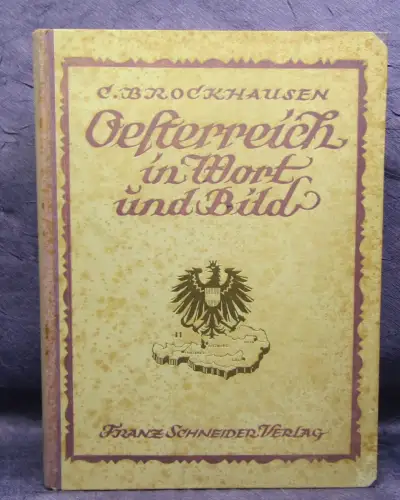 C. BROCKHAUSEN
Oesterreich
in Wort
und Bild
FRANZ SCHNEIDER VERLAG